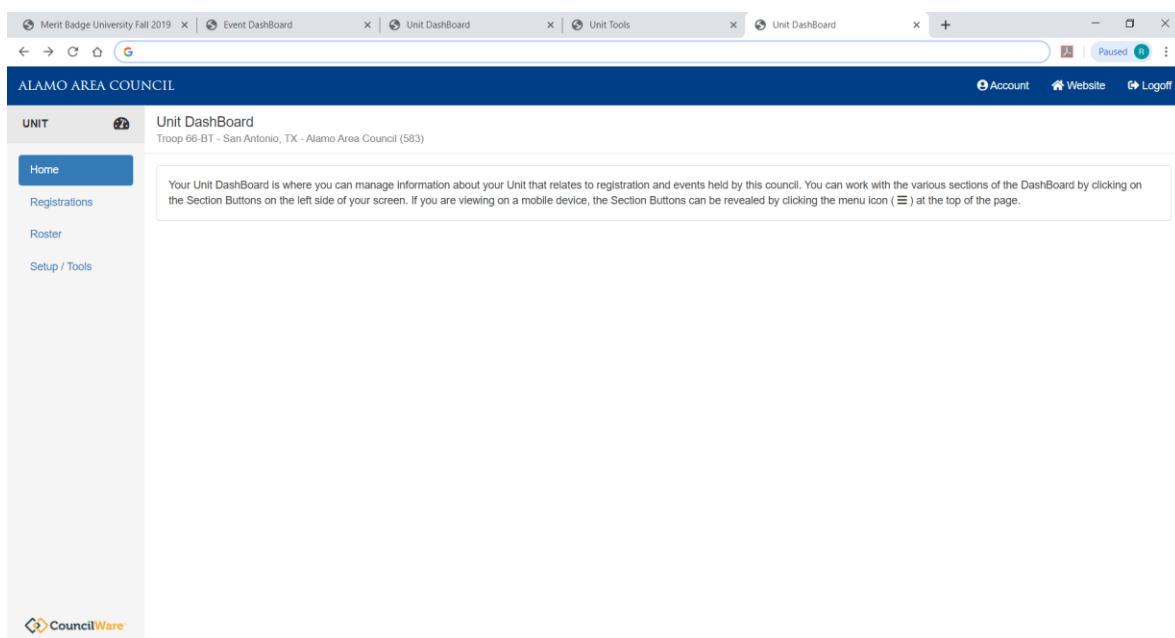 Merit Badge University Fall 2019
Event DashBoard
Unit DashBoard
Unit Tools
Unit DashBoard
Paused R
ALAMO AREA COUNCIL
Account
Website
Logoff
UNIT
Unit DashBoard
Troop 66-BT - San Antonio, TX - Alamo Area Council (583)
Home
Registrations
Roster
Setup / Tools
Your Unit DashBoard is where you can manage information about your Unit that relates to registration and events held by this council. You can work with the various sections of the DashBoard by clicking on
the Section Buttons on the left side of your screen. If you are viewing on a mobile device, the Section Buttons can be revealed by clicking the menu icon ( ☰ ) at the top of the page.
CouncilWare